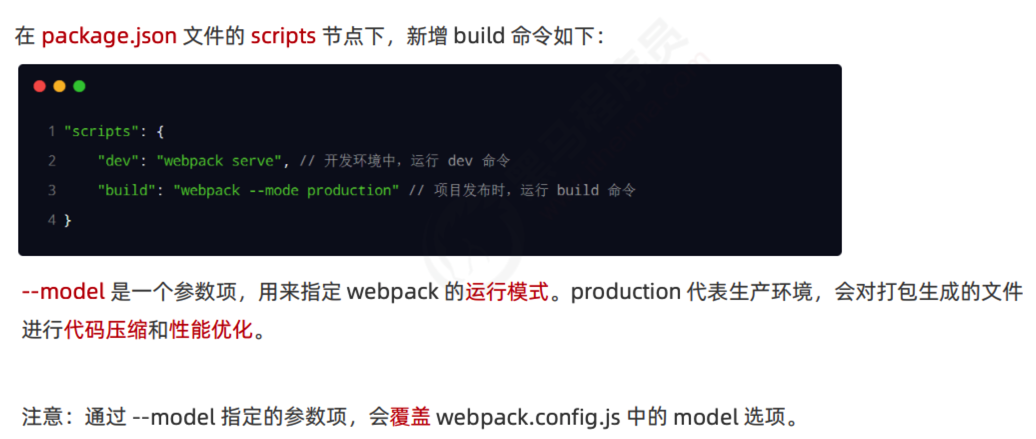 在 package.json 文件的 scripts 节点下，新增 build 命令如下：
1 "scripts": {
2 "dev": "webpack serve", // 开发环境中，运行 dev 命令
3 "build": "webpack --mode production" // 项目发布时，运行 build 命令
4 }
--model 是一个参数项，用来指定 webpack 的运行模式。production 代表生产环境，会对打包生成的文件
进行代码压缩和性能优化。
注意：通过 --model 指定的参数项，会覆盖 webpack.config.js 中的 model 选项。